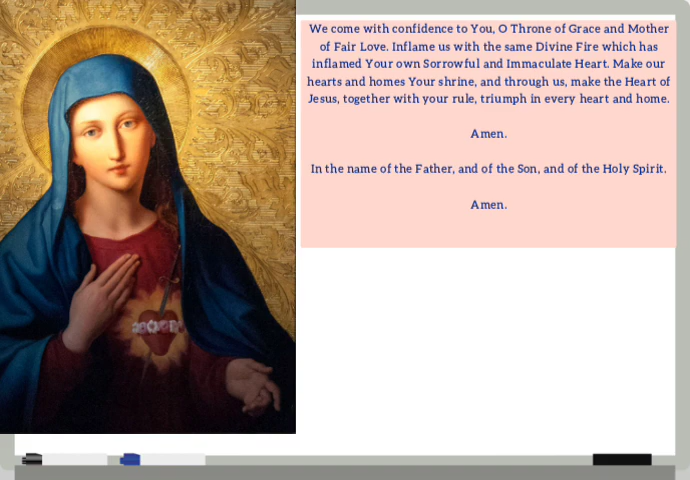 We come with confidence to You, O Throne of Grace and Mother
of Fair Love. Inflame us with the same Divine Fire which has
inflamed Your own Sorrowful and Immaculate Heart. Make our
hearts and homes Your shrine, and through us, make the Heart of
Jesus, together with your rule, triumph in every heart and home.
Amen.
In the name of the Father, and of the Son, and of the Holy Spirit.
Amen.